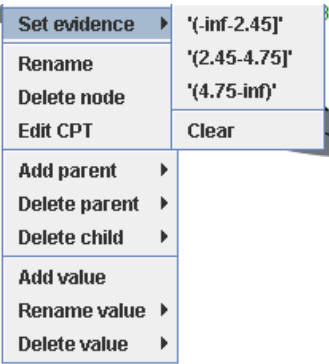 Set evidence
Rename
Delete node
Edit CPT
Add parent
Delete parent
Delete child
Add value
Rename value
Delete value
'(-inf-2.45]'
'(2.45-4.75]'
'(4.75-inf)'
Clear